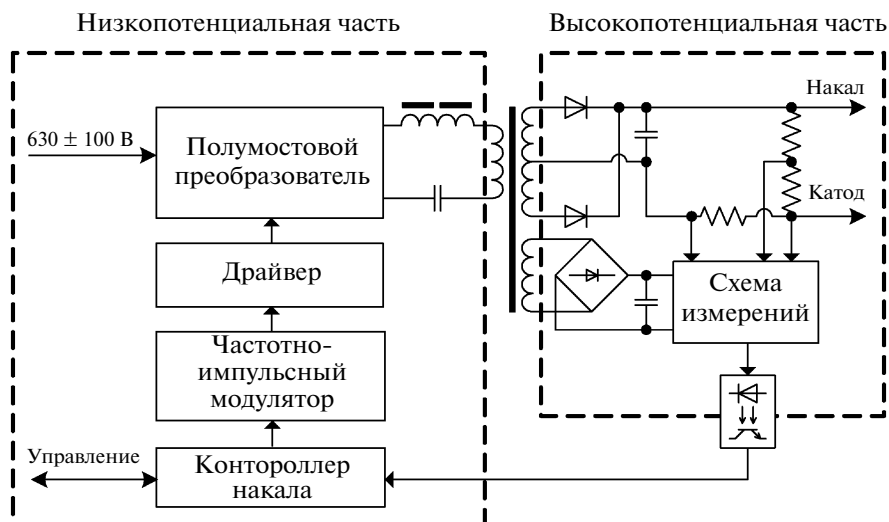 Низкопотенциальная часть
Высокопотенциальная часть
630 ± 100 В
Полумостовой
преобразователь
Накал
Катод
Драйвер
Схема
измерений
Частотно-
импульсный
модулятор
Управление
Контороллер
накала